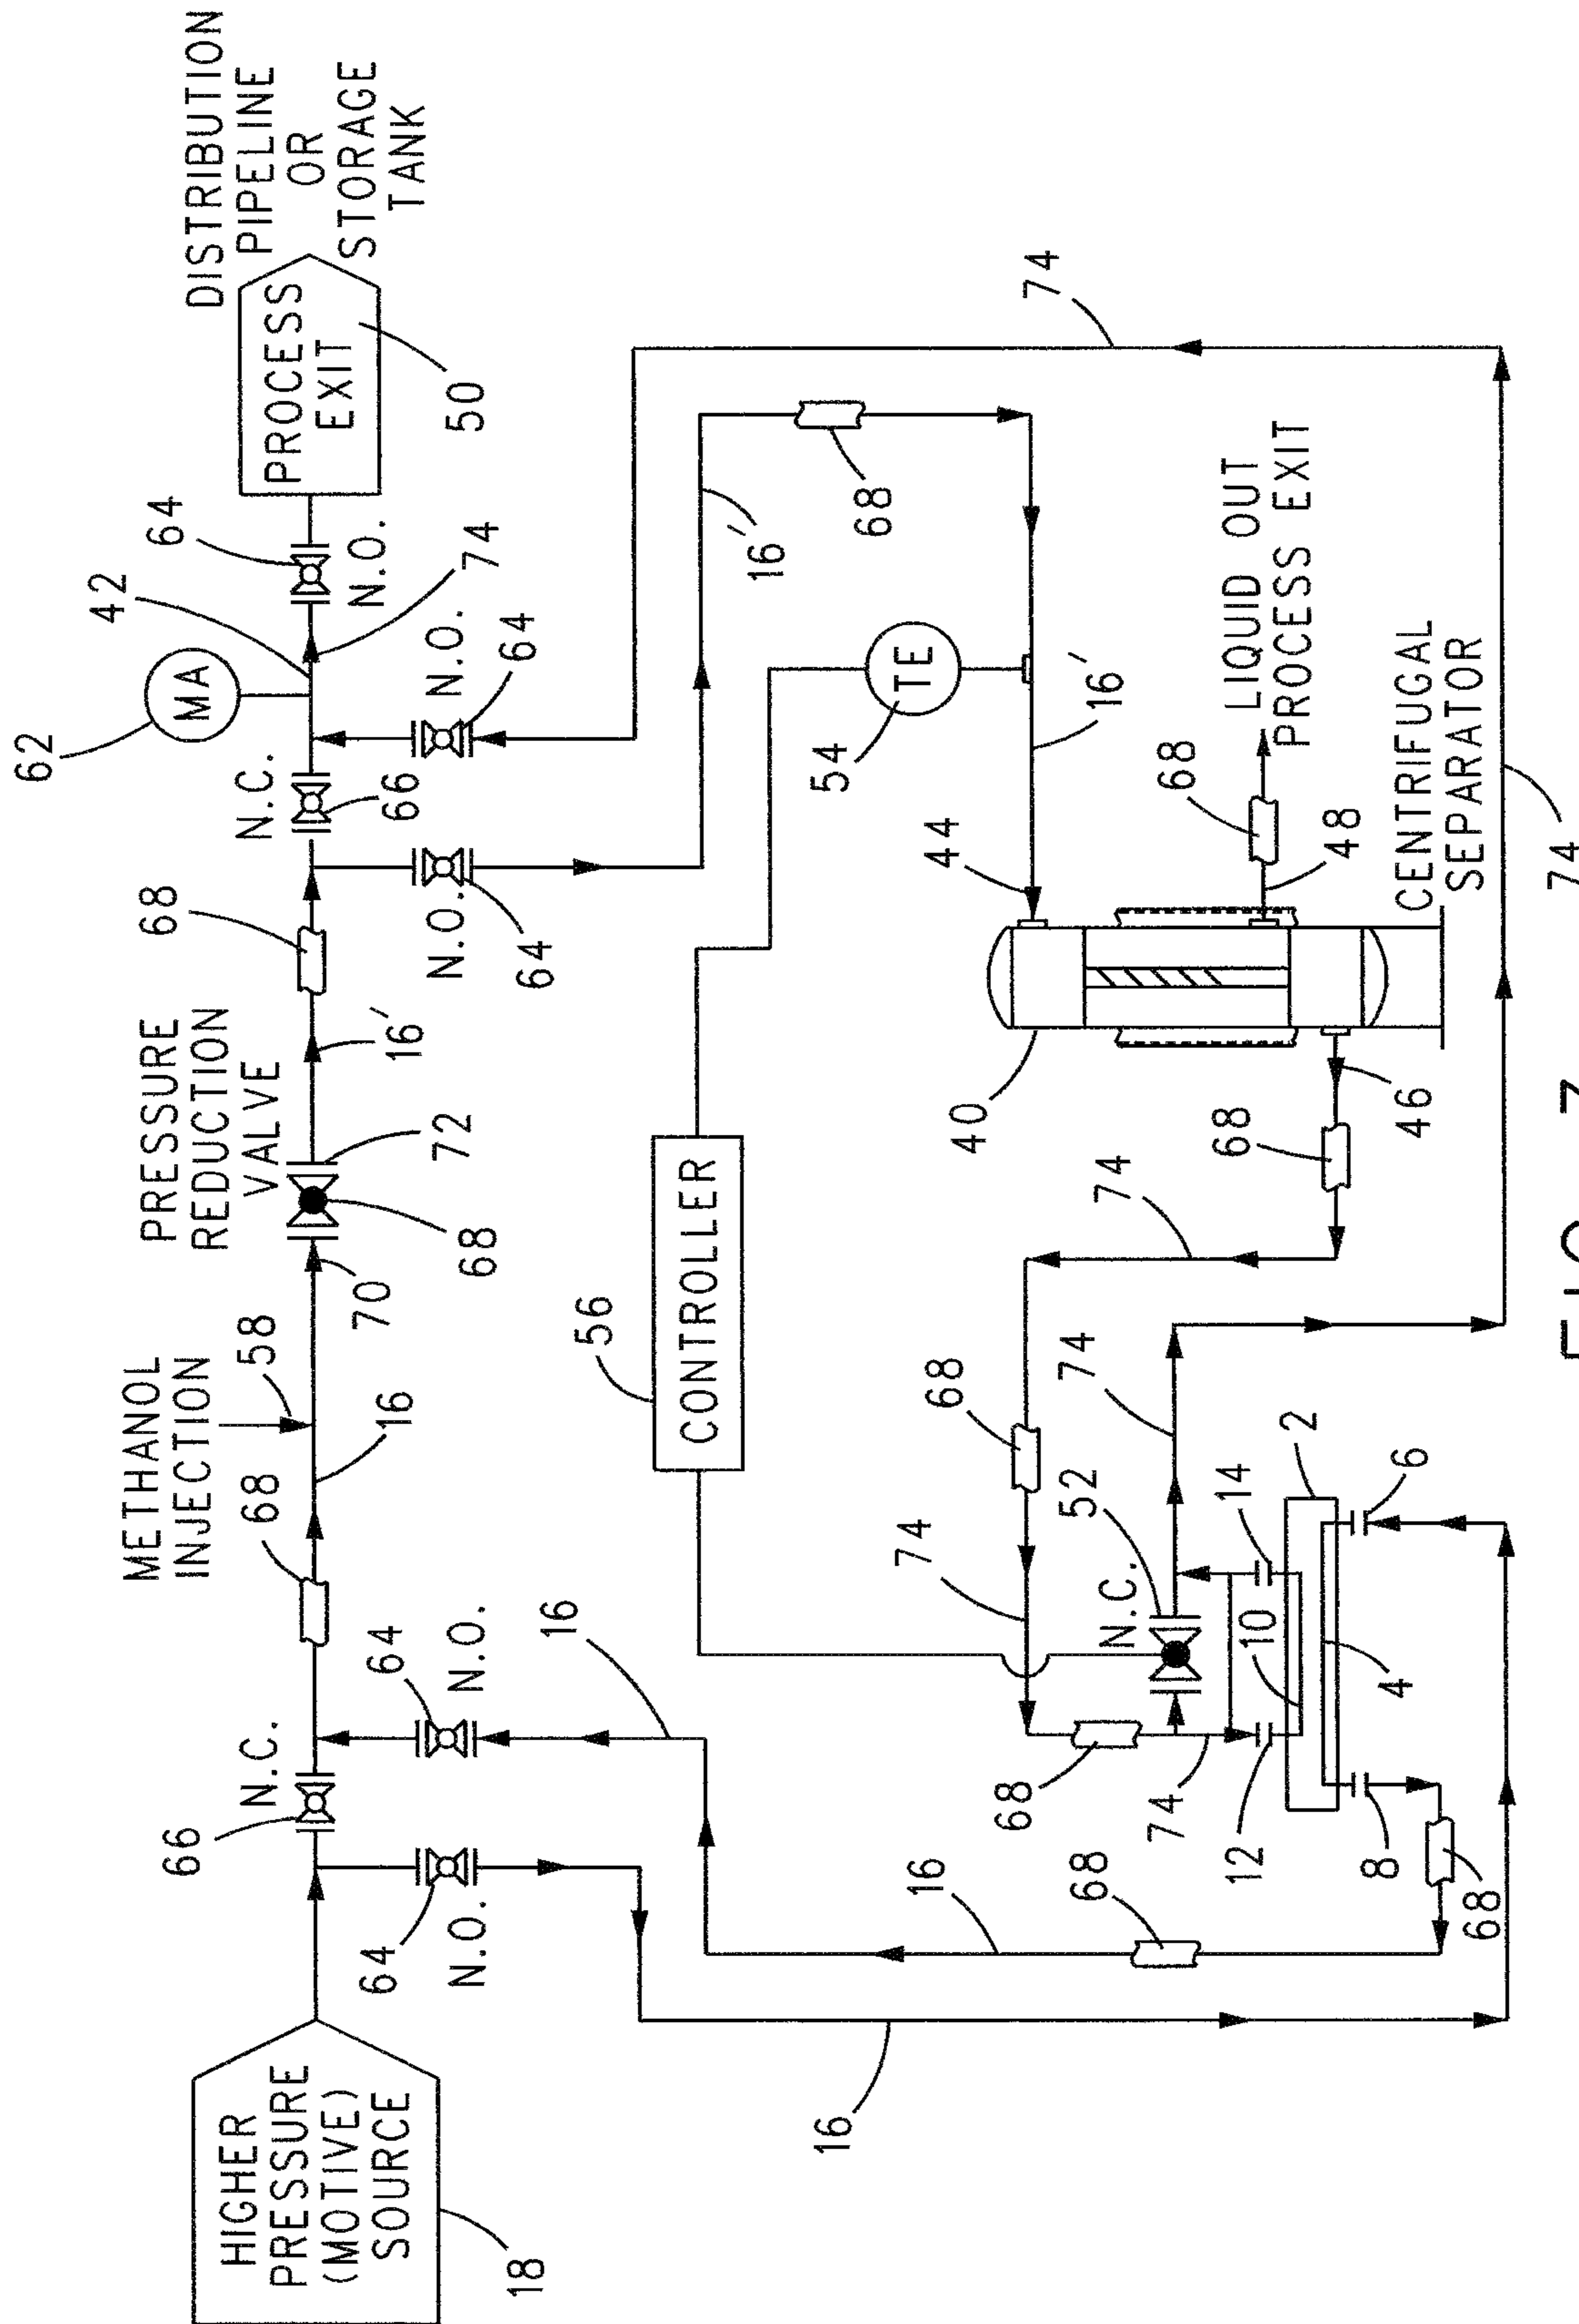 62
42
64
DISTRIBUTION
PIPELINE
OR
STORAGE
TANK
METHANOL
INJECTION
PRESSURE
REDUCTION
VALVE
MA
HIGHER
PRESSURE
(MOTIVE)
SOURCE
66
N.C.
68
58
68
N.C.
PROCESS
EXIT
18
64
N.O.
64
N.O.
16
70
68
72
16'
N.O.
64
66
N.O.
64
N.O.
74
50
16
56
CONTROLLER
16
54
TE
16'
68
74
16
68
68
74
68
40
44
16'
74
12
74
N.C.
52
74
74
68
68
48
LIQUID OUT
PROCESS EXIT
8
10
14
2
46
CENTRIFUGAL
SEPARATOR
68
4
6
74